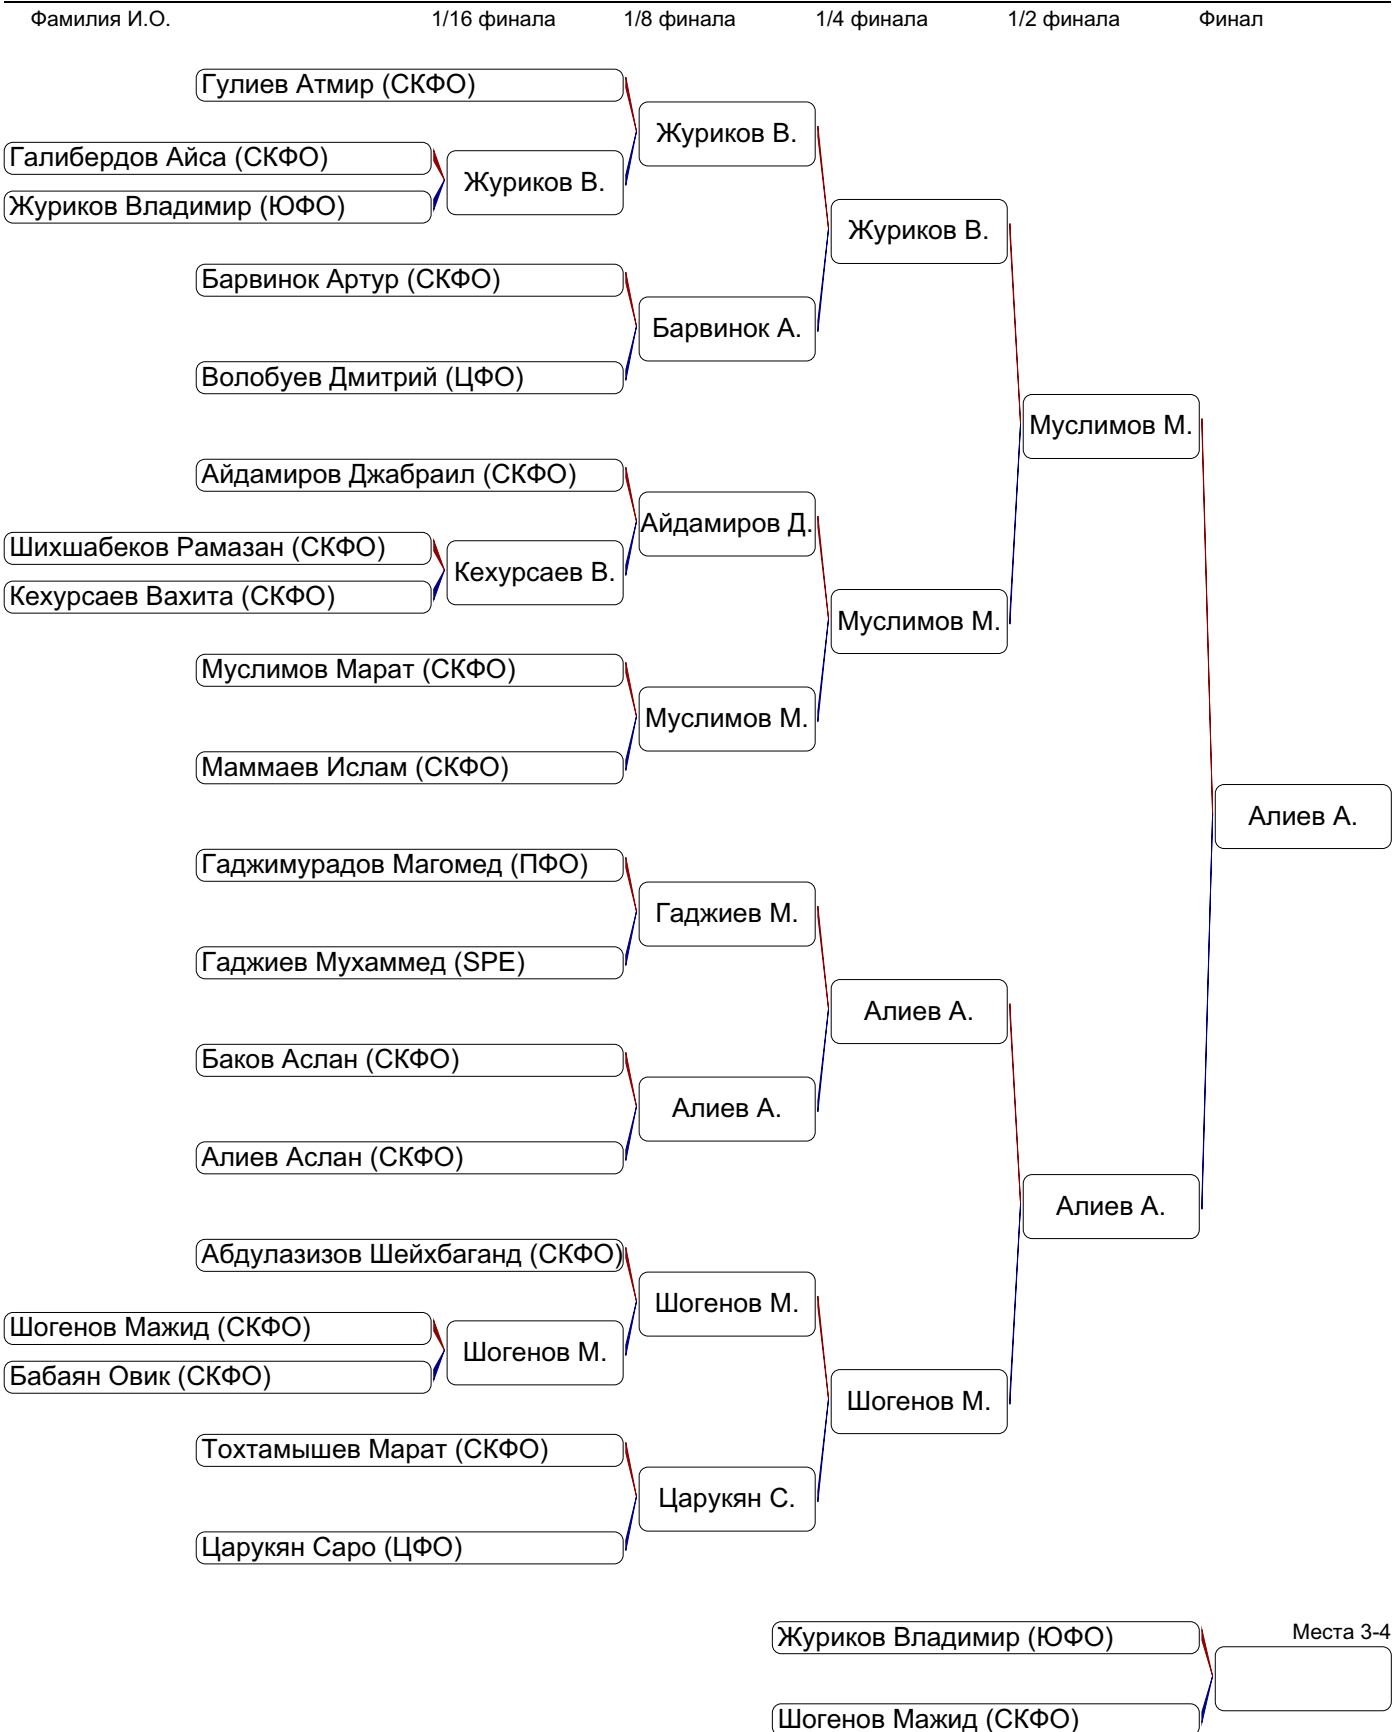 Фамилия И.О. 1/16 финала 1/8 финала 1/4 финала 1/2 финала Финал
Гулиев Атмир (СКФО)
Журиков В.
Галибердов Айса (СКФО)
Журиков В.
Журиков Владимир (ЮФО)
Журиков В.
Барвинок Артур (СКФО)
Барвинок А.
Волобуев Дмитрий (ЦФО)
Муслимов М.
Айдамиров Джабраил (СКФО)
Айдамиров Д.
Шихшабеков Рамазан (СКФО)
Кехурсаев В.
Кехурсаев Вахита (СКФО)
Муслимов М.
Муслимов Марат (СКФО)
Муслимов М.
Маммаев Ислам (СКФО)
Алиев А.
Гаджимурадов Магомед (ПФО)
Гаджиев М.
Гаджиев Мухаммед (SPE)
Алиев А.
Баков Аслан (СКФО)
Алиев А.
Алиев Аслан (СКФО)
Алиев А.
Абдулазизов Шейхбаганд (СКФО)
Шогенов М.
Шогенов Мажид (СКФО)
Шогенов М.
Бабаян Овик (СКФО)
Шогенов М.
Тохтамышев Марат (СКФО)
Царукян С.
Царукян Саро (ЦФО)
Журиков Владимир (ЮФО) Места 3-4
Шогенов Мажид (СКФО)